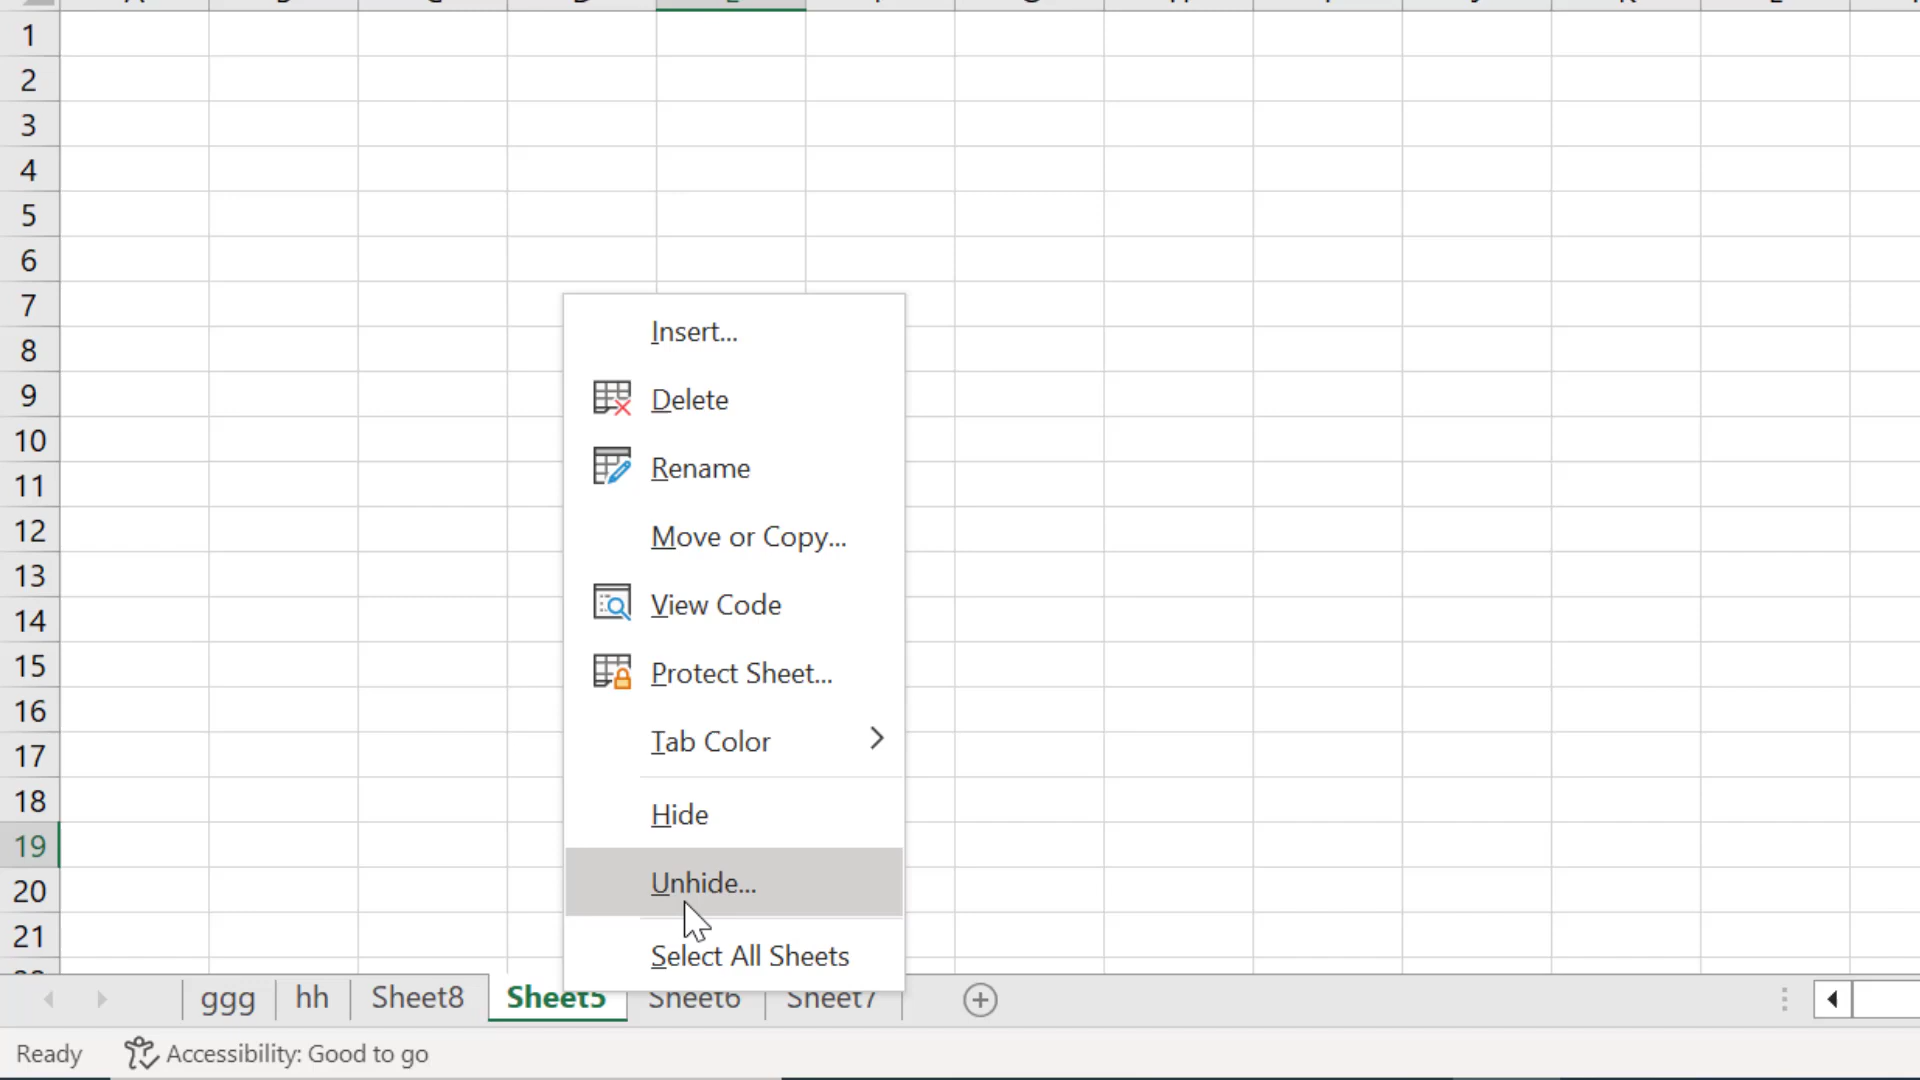 1
2
3
4
5
6
7
Insert...
8
9
Delete
10
Rename
11
12
Move or Copy...
13
View Code
14
15
Protect Sheet...
16
Tab Color
17
18
Hide
19
Unhide...
20
21
Select All Sheets
ggg hh Sheet8 Sheet5 Sheet6 Sheet7
Ready Accessibility: Good to go